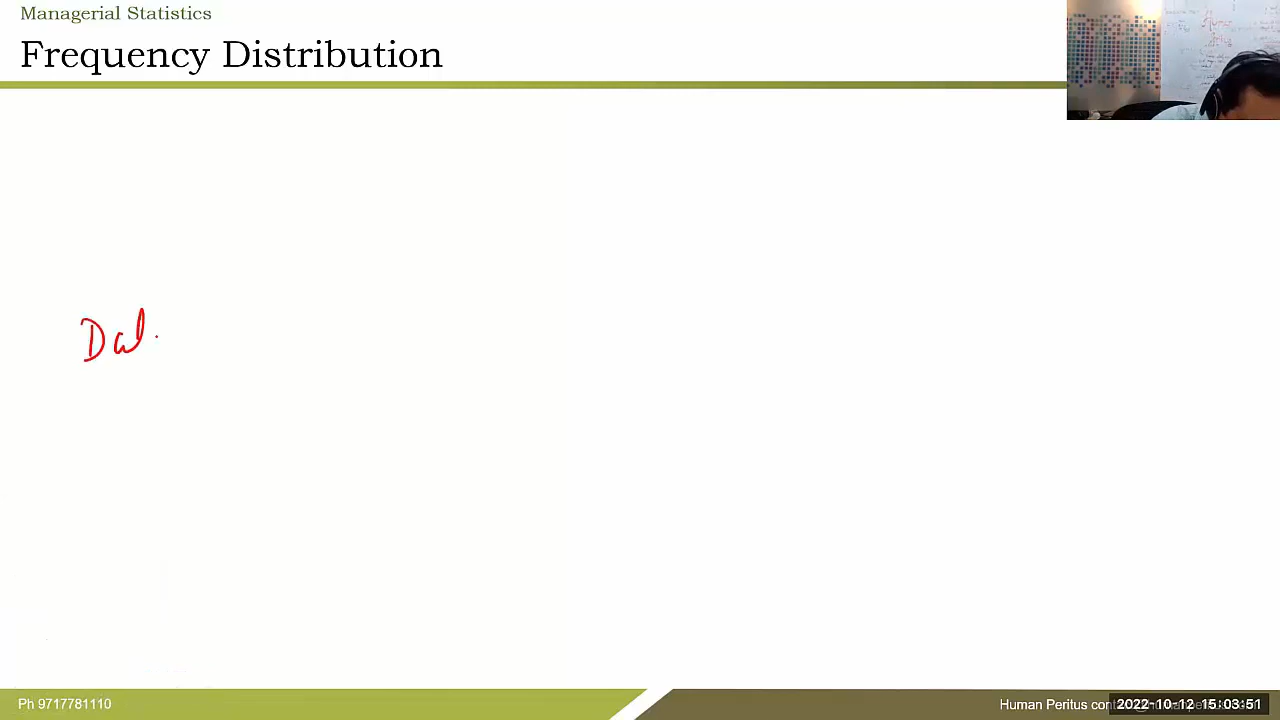 Managerial Statistics
Frequency Distribution
Dat
Ph 9717781110
Human Peritus
2022-10-12 15:03:51